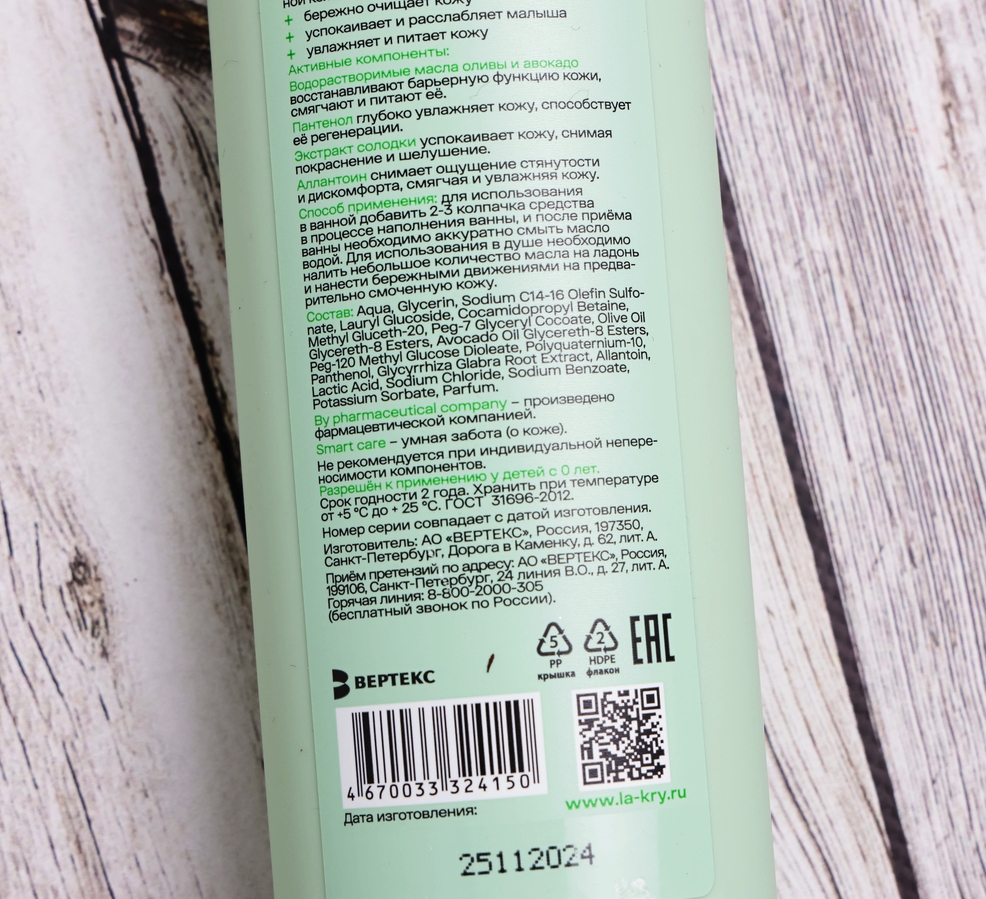 бережно очищает кожу
+ успокаивает и расслабляет малыша
+ увлажняет и питает кожу
Активные компоненты:
Водорастворимые масла оливы и авокадо
восстанавливают барьерную функцию кожи,
смягчают и питают её.
Пантенол глубоко увлажняет кожу, способствует
её регенерации.
Экстракт солодки успокаивает кожу, снимая
покраснение и шелушение.
Аллантоин снимает ощущение стянутости
и дискомфорта, смягчая и увлажняя кожу.
Способ применения: для использования
в ванной добавить 2-3 колпачка средства
в процессе наполнения ванны, и после приёма
ванны необходимо аккуратно смыть масло
водой. Для использования в душе необходимо
налить небольшое количество масла на ладонь
и нанести бережными движениями на предва-
рительно смоченную кожу.
Состав: Aqua, Glycerin, Sodium C14-16 Olefin Sulfo-
nate, Lauryl Glucoside, Cocamidopropyl Betaine,
Methyl Gluceth-20, Peg-7 Glyceryl Cocoate, Olive Oil
Glycereth-8 Esters, Avocado Oil Glycereth-8 Esters,
Peg-120 Methyl Glucose Dioleate, Polyquaternium-10,
Panthenol, Glycyrrhiza Glabra Root Extract, Allantoin,
Lactic Acid, Sodium Chloride, Sodium Benzoate,
Potassium Sorbate, Parfum.
By pharmaceutical company – произведено
фармацевтической компанией.
Smart care – умная забота (о коже).
Не рекомендуется при индивидуальной непере-
носимости компонентов.
Разрешён к применению у детей с 0 лет.
Срок годности 2 года. Хранить при температуре
от +5 °C до + 25 °C. ГОСТ 31696-2012.
Номер серии совпадает с датой изготовления.
Изготовитель: АО «ВЕРТЕКС», Россия, 197350,
Санкт-Петербург, Дорога в Каменку, д. 62, лит. А.
Приём претензий по адресу: АО «ВЕРТЕКС», Россия,
199106, Санкт-Петербург, 24 линия В.О., д. 27, лит. А.
Горячая линия: 8-800-2000-305
(бесплатный звонок по России).
5 2 EAC
PP HDPE
крышка флакон
ВЕРТЕКС
4 670033 324150
www.la-kry.ru
Дата изготовления:
25112024